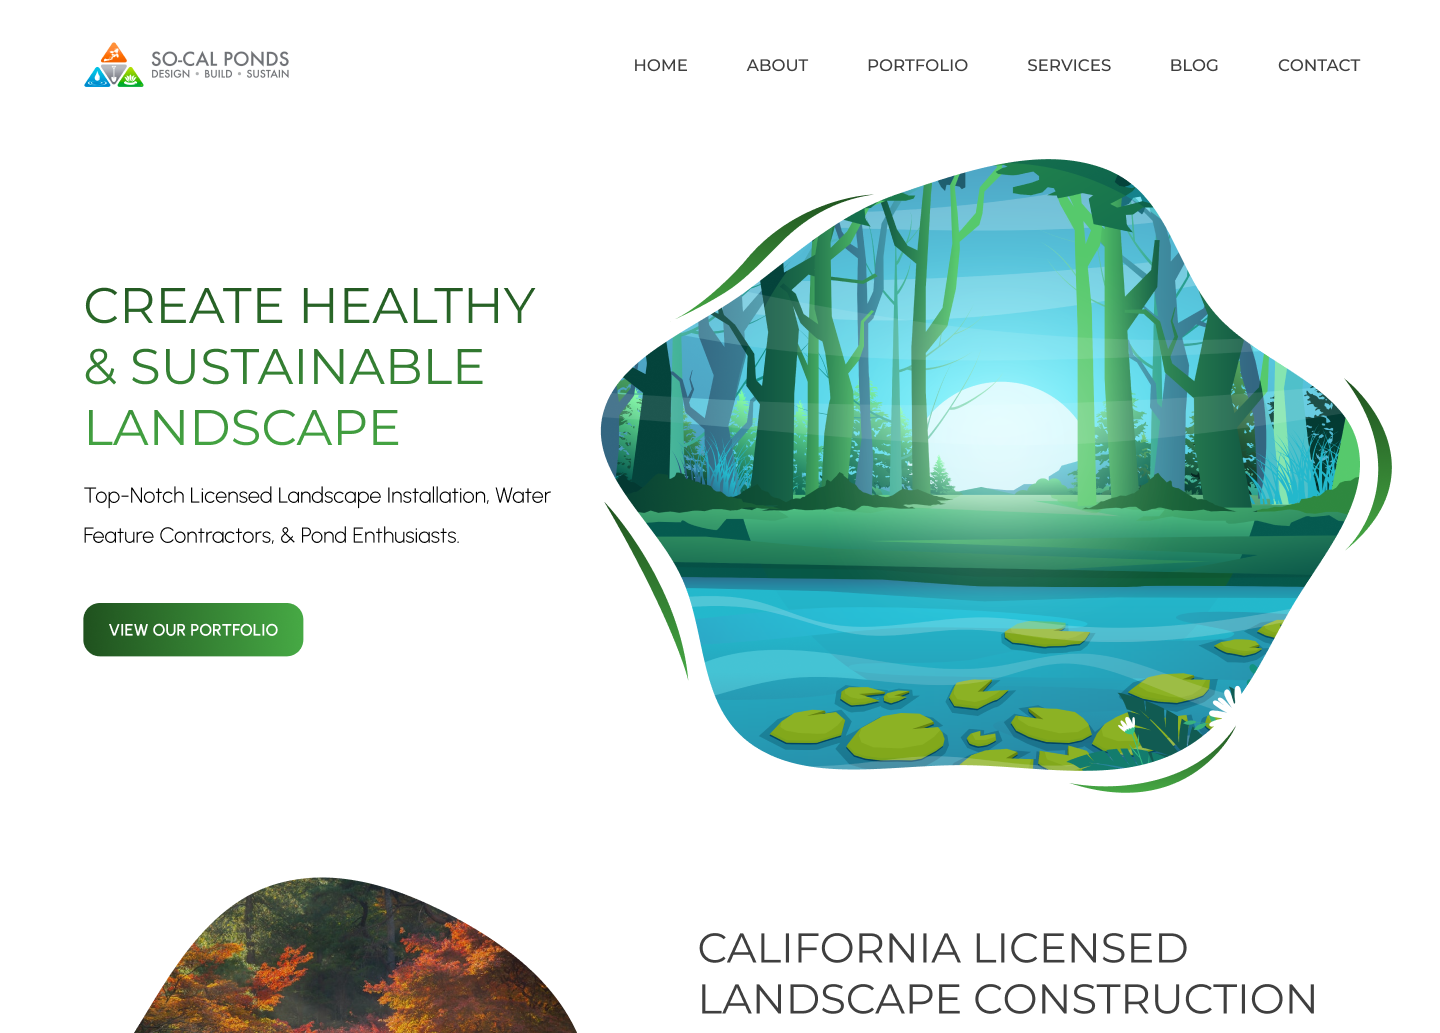 SO-CAL PONDS
DESIGN • BUILD • SUSTAIN
HOME ABOUT PORTFOLIO SERVICES BLOG CONTACT
CREATE HEALTHY
& SUSTAINABLE
LANDSCAPE
Top-Notch Licensed Landscape Installation, Water
Feature Contractors, & Pond Enthusiasts.
VIEW OUR PORTFOLIO
CALIFORNIA LICENSED
LANDSCAPE CONSTRUCTION